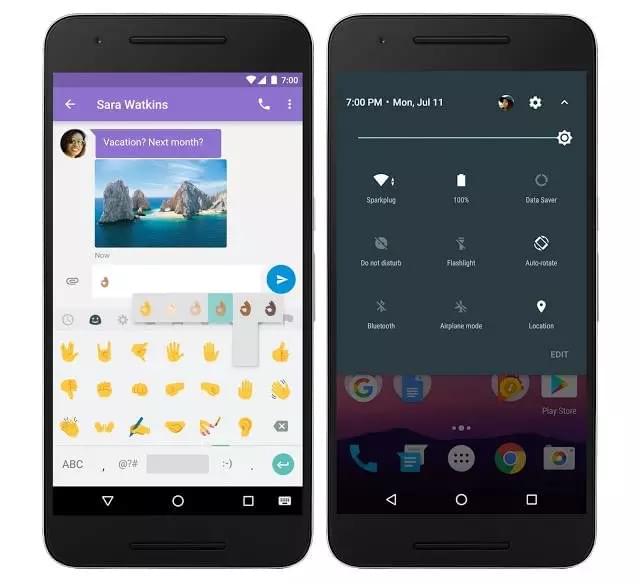 7:00
Sara Watkins
Vacation? Next month?
Now
ABC , @?# :-) .
7:00 PM • Mon, Jul 11
Sparkplug 100% Data Saver
Do not disturb Flashlight Auto-rotate
Bluetooth Airplane mode Location
EDIT
G
Play Store